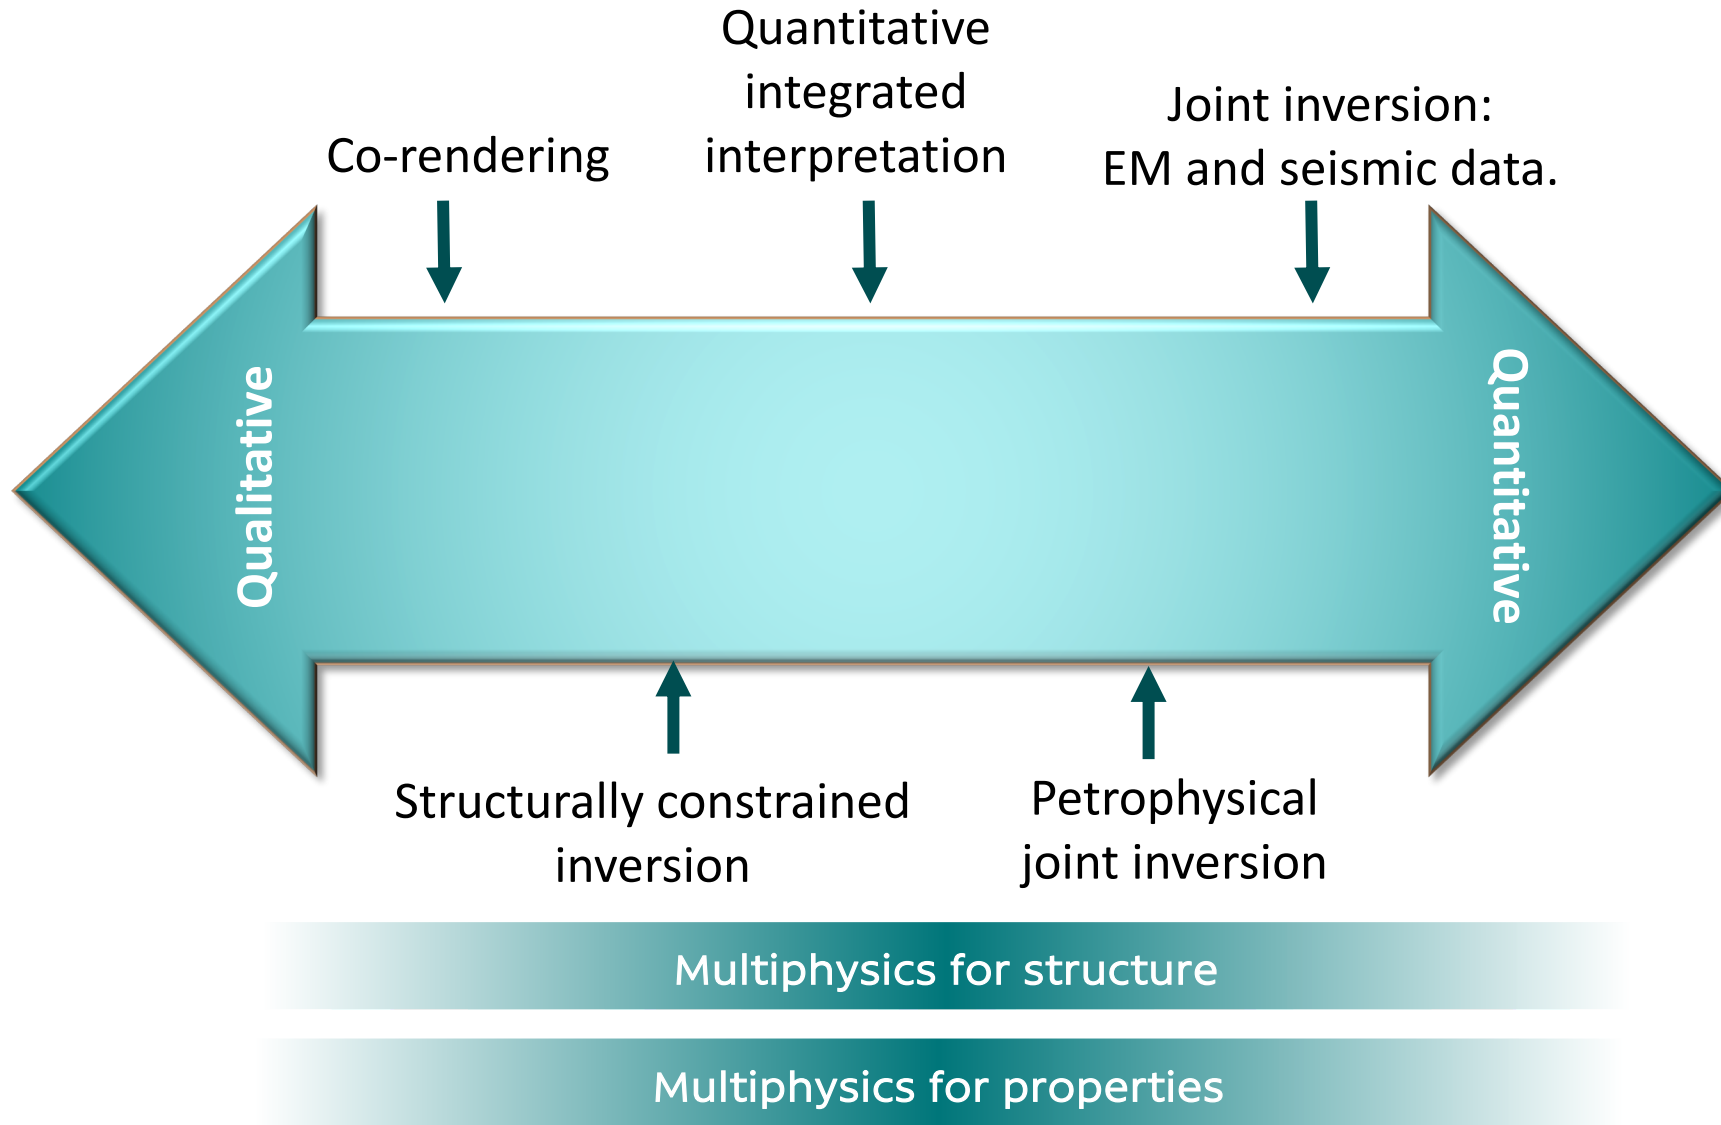 Quantitative
integrated
interpretation
Co-rendering
Joint inversion:
EM and seismic data.
Qualitative
Quantitative
Structurally constrained
inversion
Petrophysical
joint inversion
Multiphysics for structure
Multiphysics for properties